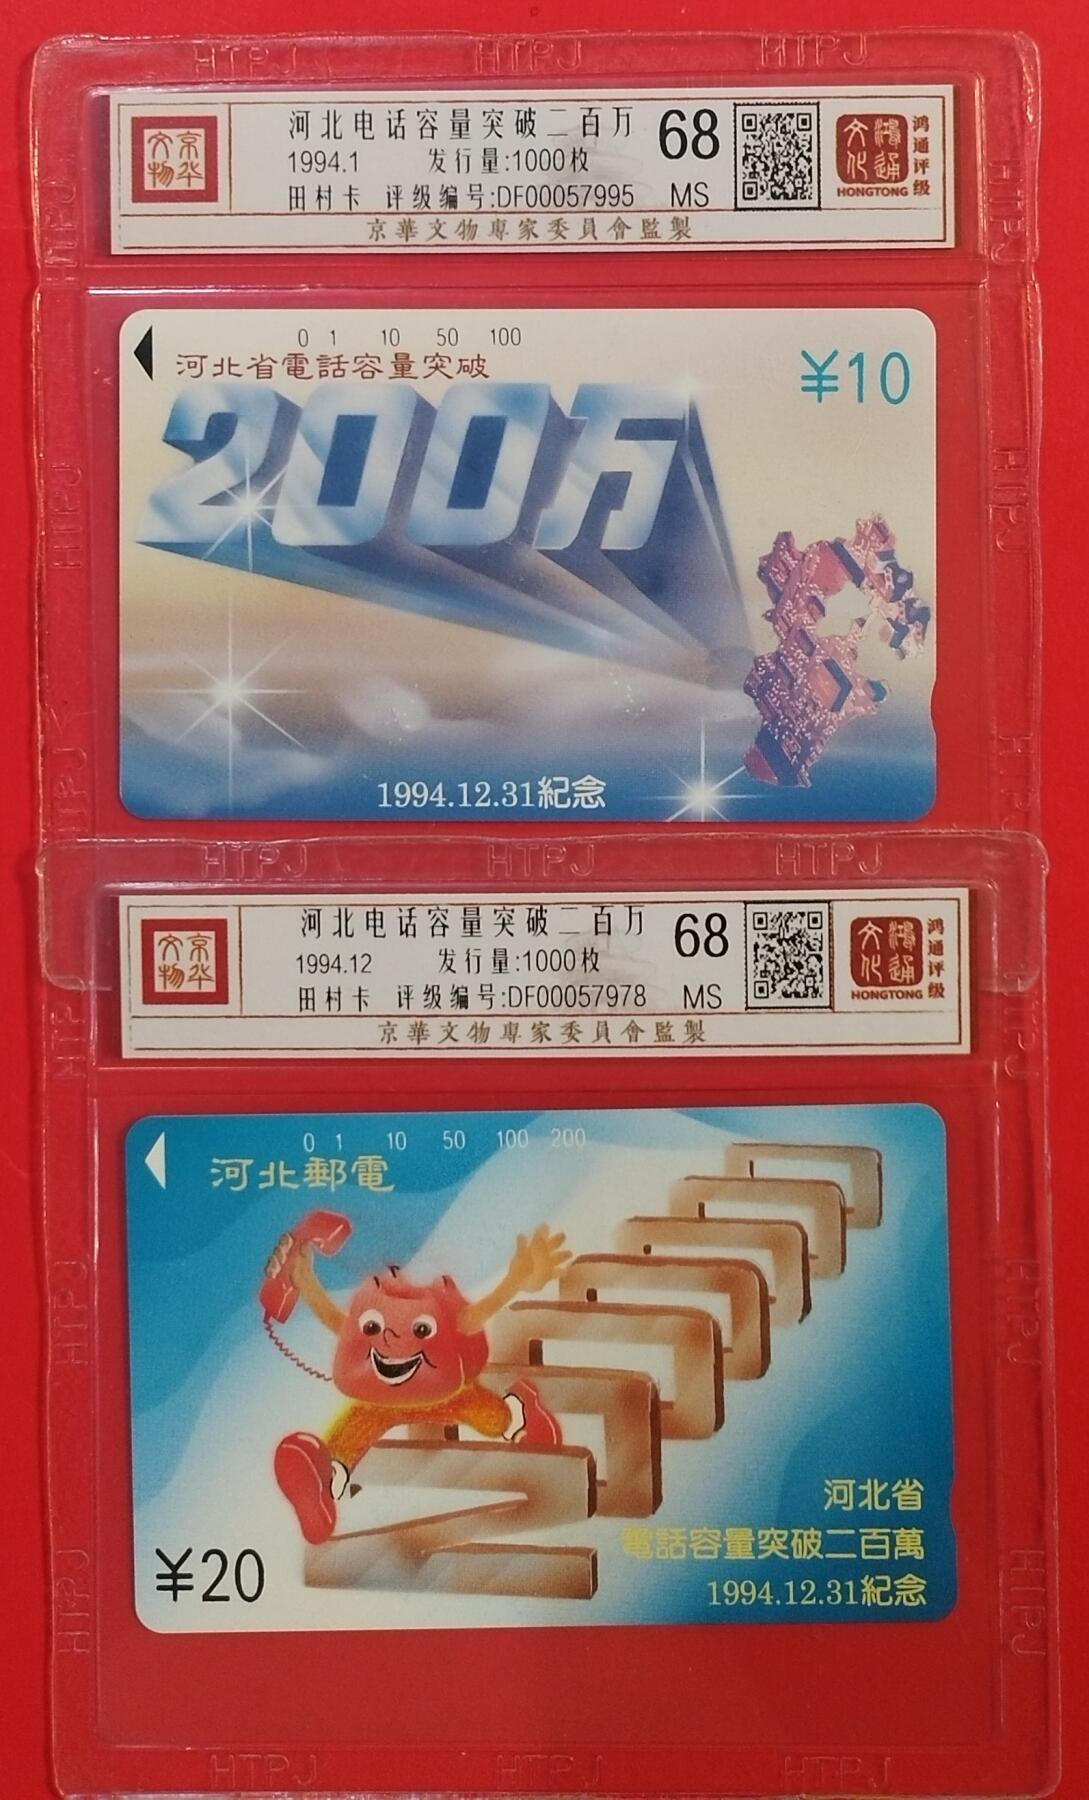 HTPJ HTPJ HTPJ
京华文物
河北电话容量突破二百万
1994.1 发行量:1000枚
田村卡 评级编号:DF00057995
68
MS
鸿通文化
HONGTONG
鸿通评级
京華文物專家委員會監製
0 1 10 50 100
河北省電話容量突破
200万
¥10
1994.12.31紀念
HTPJ HTPJ HTPJ
京华文物
河北电话容量突破二百万
1994.12 发行量:1000枚
田村卡 评级编号:DF00057978
68
MS
鸿通文化
HONGTONG
鸿通评级
京華文物專家委員會監製
0 1 10 50 100 200
河北郵電
河北省
電話容量突破二百萬
1994.12.31紀念
¥20
HTPJ HTPJ HTPJ